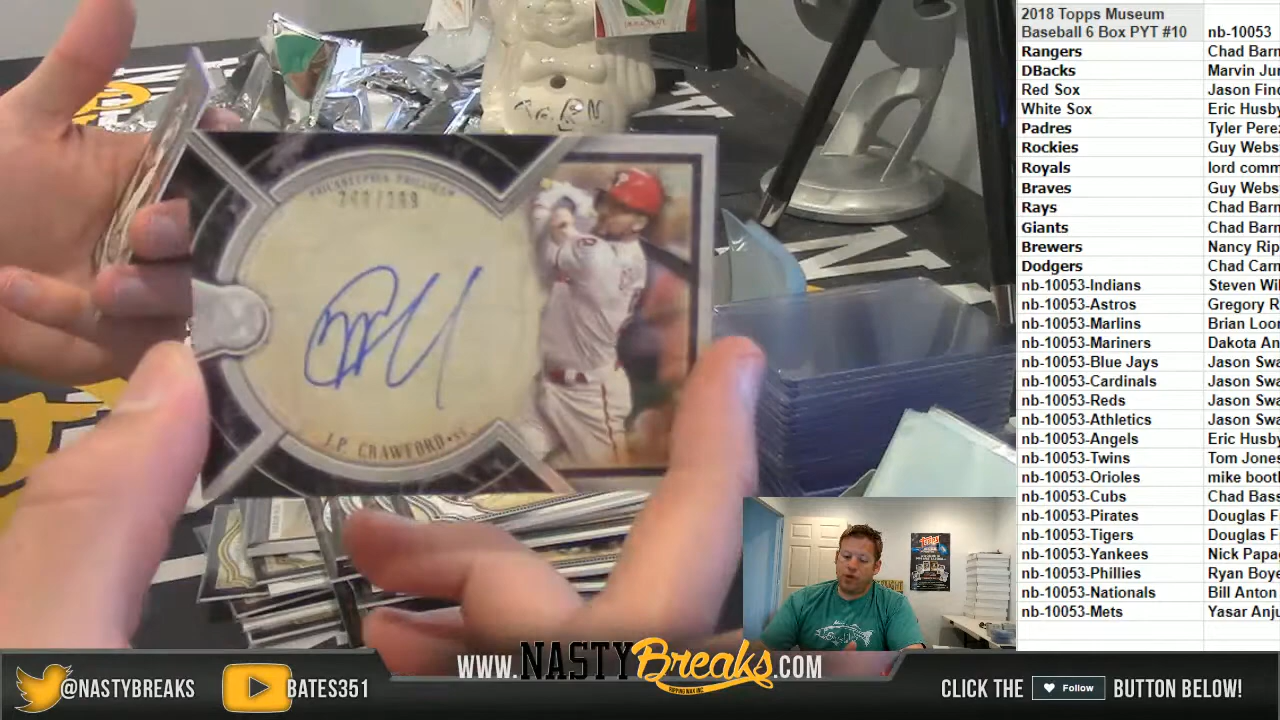 2018 Topps Museum
Baseball 6 Box PYT #10 nb-10053
Rangers Chad Barn
DBacks Marvin Jur
Red Sox Jason Find
White Sox Eric Husby
Padres Tyler Perez
Rockies Guy Webs
Royals lord comm
Braves Guy Webs
Rays Chad Barn
Giants Chad Barn
Brewers Nancy Rip
Dodgers Chad Carn
nb-10053-Indians Steven Wil
nb-10053-Astros Gregory R
nb-10053-Marlins Brian Loor
nb-10053-Mariners Dakota An
nb-10053-Blue Jays Jason Swa
nb-10053-Cardinals Jason Swa
nb-10053-Reds Jason Swa
nb-10053-Athletics Jason Swa
nb-10053-Angels Eric Husby
nb-10053-Twins Tom Jones
nb-10053-Orioles mike booth
nb-10053-Cubs Chad Bass
nb-10053-Pirates Douglas F
nb-10053-Tigers Douglas F
nb-10053-Yankees Nick Papa
nb-10053-Phillies Ryan Boye
nb-10053-Nationals Bill Anton
nb-10053-Mets Yasar Anju
PHILADELPHIA PHILLIES
J.P. CRAWFORD • SS
@NASTYBREAKS
BATES351
WWW.NASTYBreaks.COM
RIPPING WAX INC
CLICK THE Follow BUTTON BELOW!